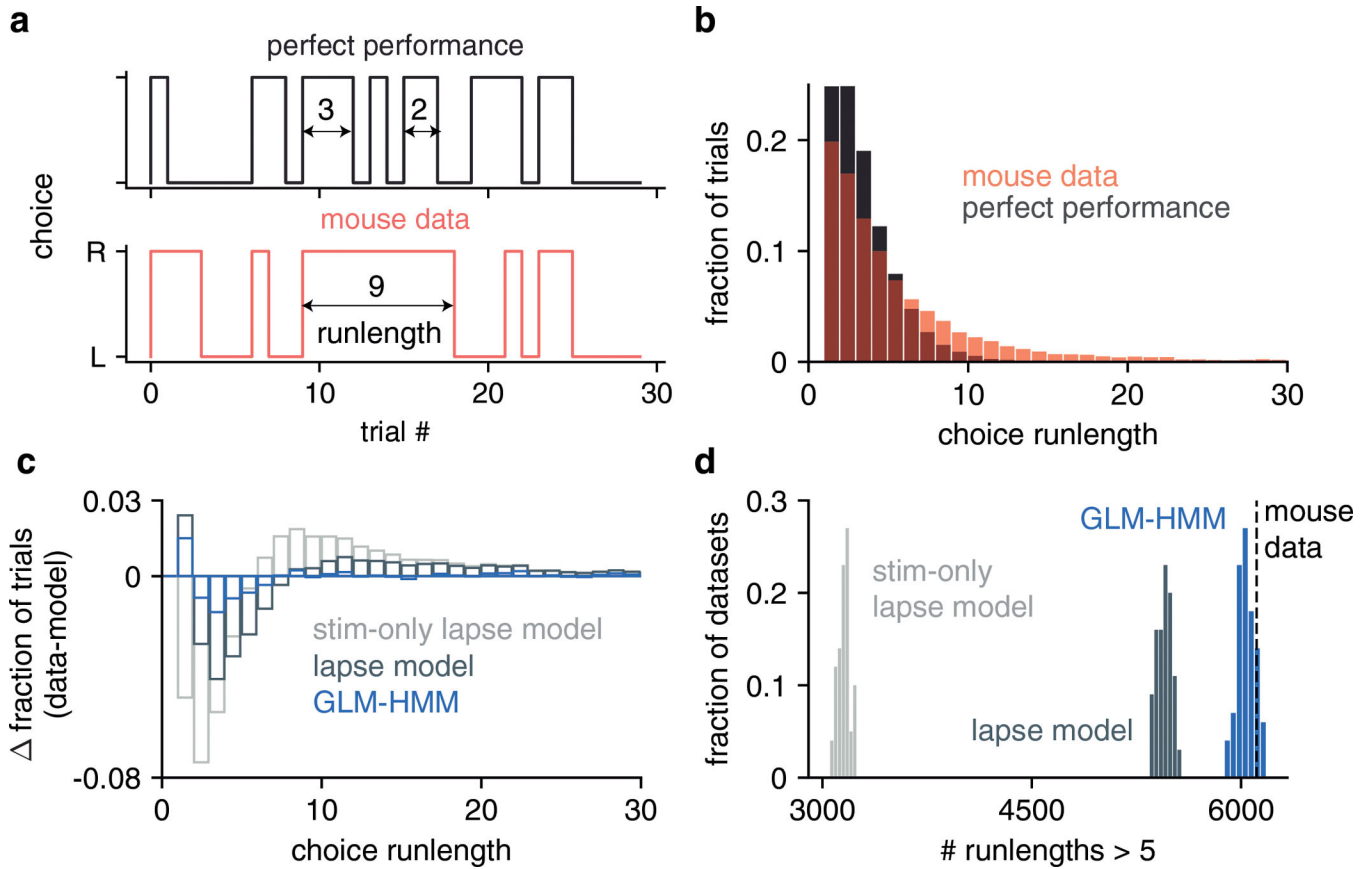 a
perfect performance
3
2
choice
mouse data
R
9
runlength
L
0
10
20
30
trial #
b
fraction of trials
0.2
0.1
0
mouse data
perfect performance
0
10
20
30
choice runlength
c
Δ fraction of trials
(data-model)
0.03
0
-0.08
stim-only lapse model
lapse model
GLM-HMM
0
10
20
30
choice runlength
d
fraction of datasets
0.3
0.2
0.1
0
GLM-HMM
mouse
data
stim-only
lapse model
lapse model
3000
4500
6000
# runlengths > 5